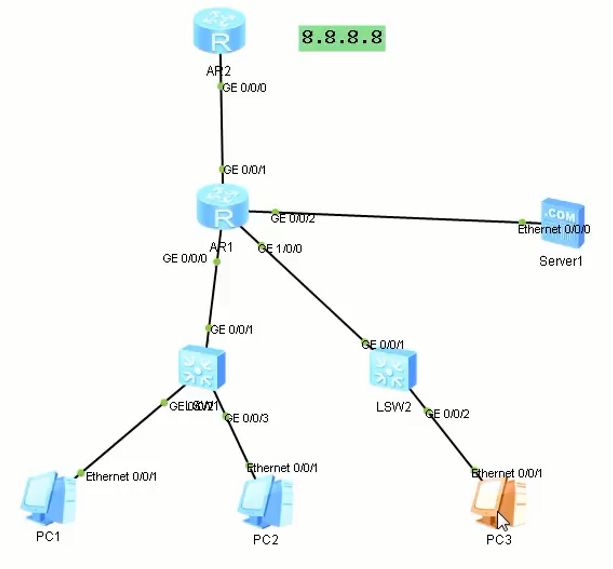 8.8.8.8
R
AR2
GE 0/0/0
GE 0/0/1
R
GE 0/0/2
.COM
Ethernet 0/0/0
AR1
GE 1/0/0
GE 0/0/0
Server1
GE 0/0/1
GE 0/0/1
LSW1
LSW2
GE 0/0/2
GE 0/0/3
GE 0/0/2
Ethernet 0/0/1
Ethernet 0/0/1
Ethernet 0/0/1
PC1
PC2
PC3